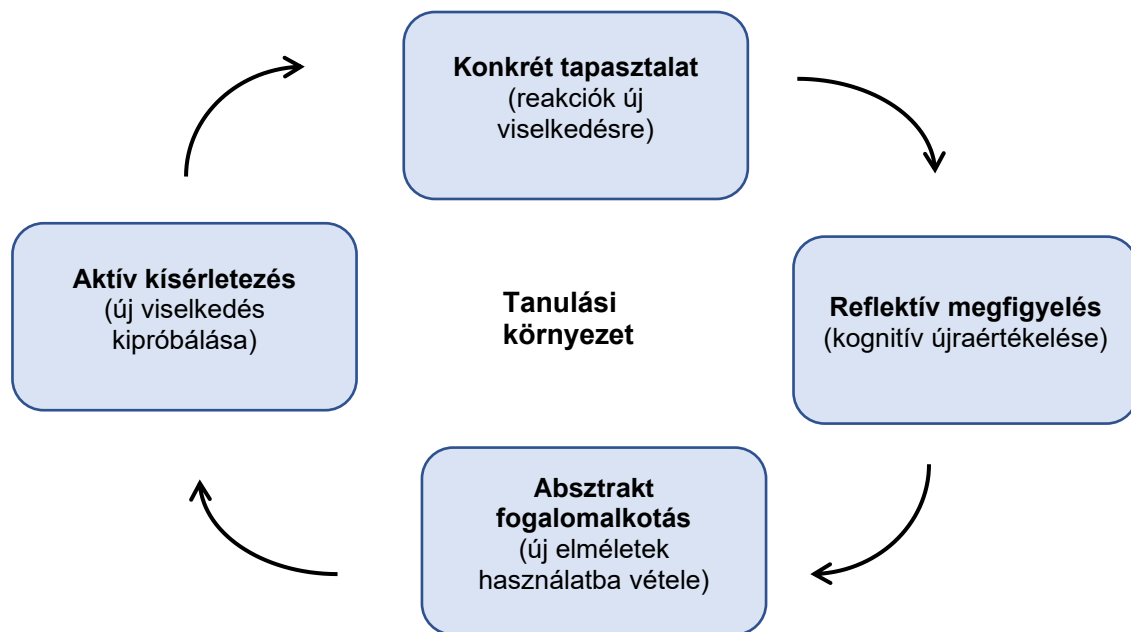 Konkrét tapasztalat
(reakciók új
viselkedésre)
Aktív kísérletezés
(új viselkedés
kipróbálása)
Tanulási
környezet
Reflektív megfigyelés
(kognitív újraértékelése)
Absztrakt
fogalomalkotás
(új elméletek
használatba vétele)